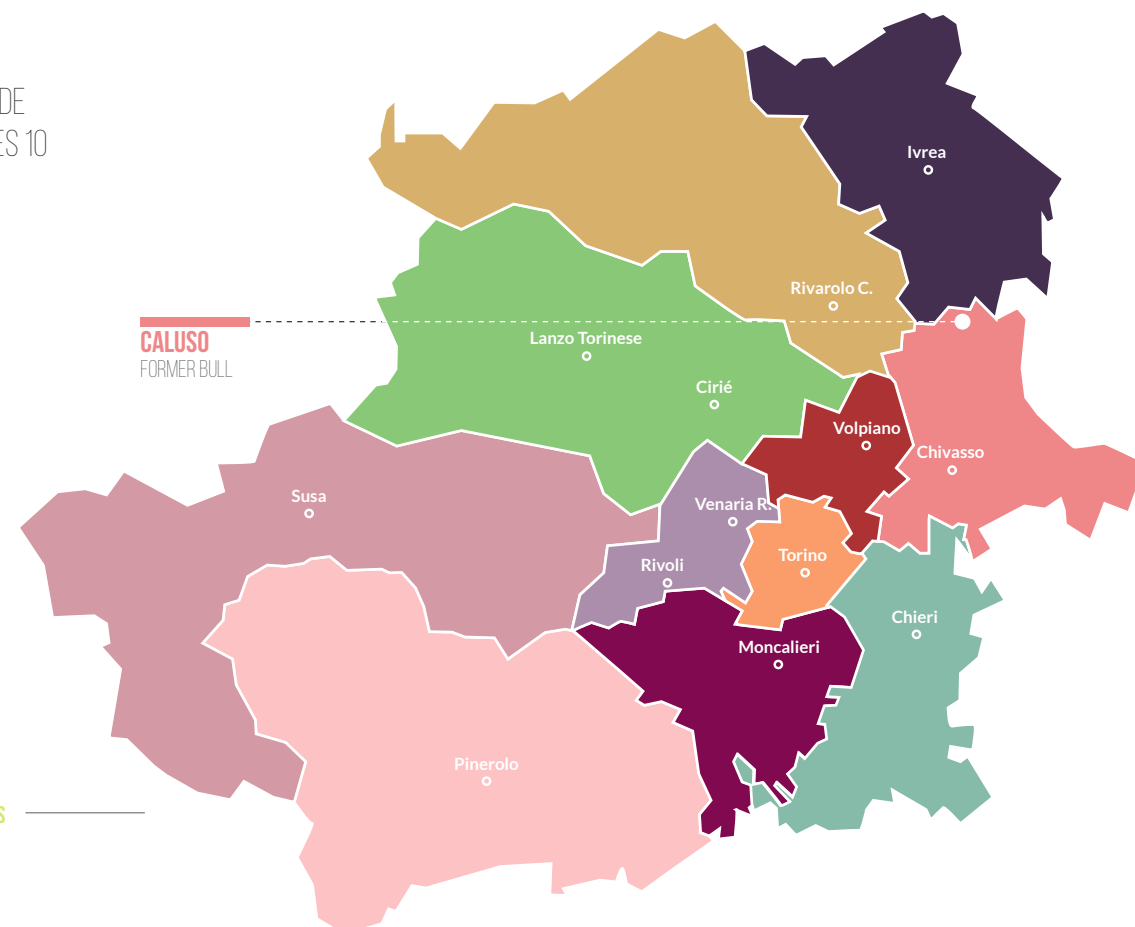 DE
ES 10
Ivrea
Rivarolo C.
CALUSO
FORMER BULL
Lanzo Torinese
Cirié
Volpiano
Chivasso
Susa
Venaria R.
Torino
Rivoli
Chieri
Moncalieri
Pinerolo
S